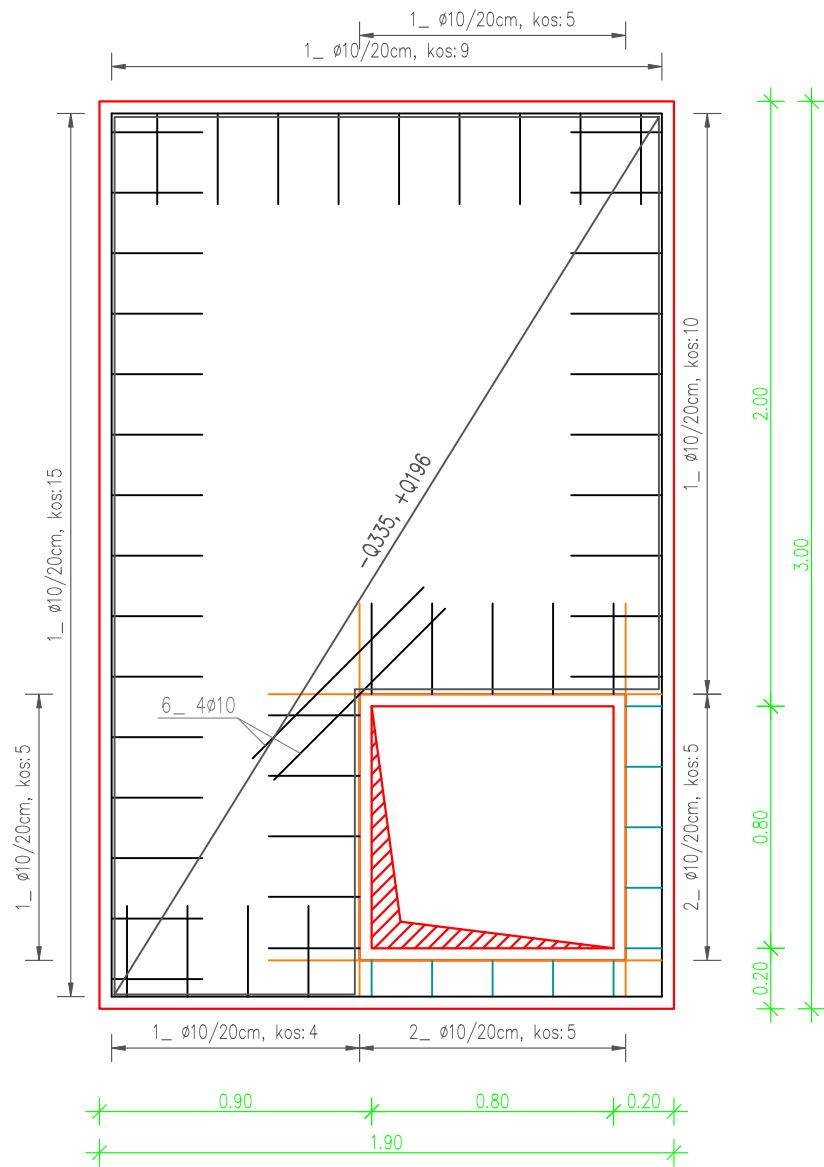 1_ ø10/20cm, kos:5
1_ ø10/20cm, kos:9
1_ ø10/20cm, kos:10
2.00
3.00
-Q335, +Q196
1_ ø10/20cm, kos:15
6_ 4ø10
1_ ø10/20cm, kos:5
2_ ø10/20cm, kos:5
0.80
0.20
1_ ø10/20cm, kos:4
2_ ø10/20cm, kos:5
0.90
0.80
0.20
1.90